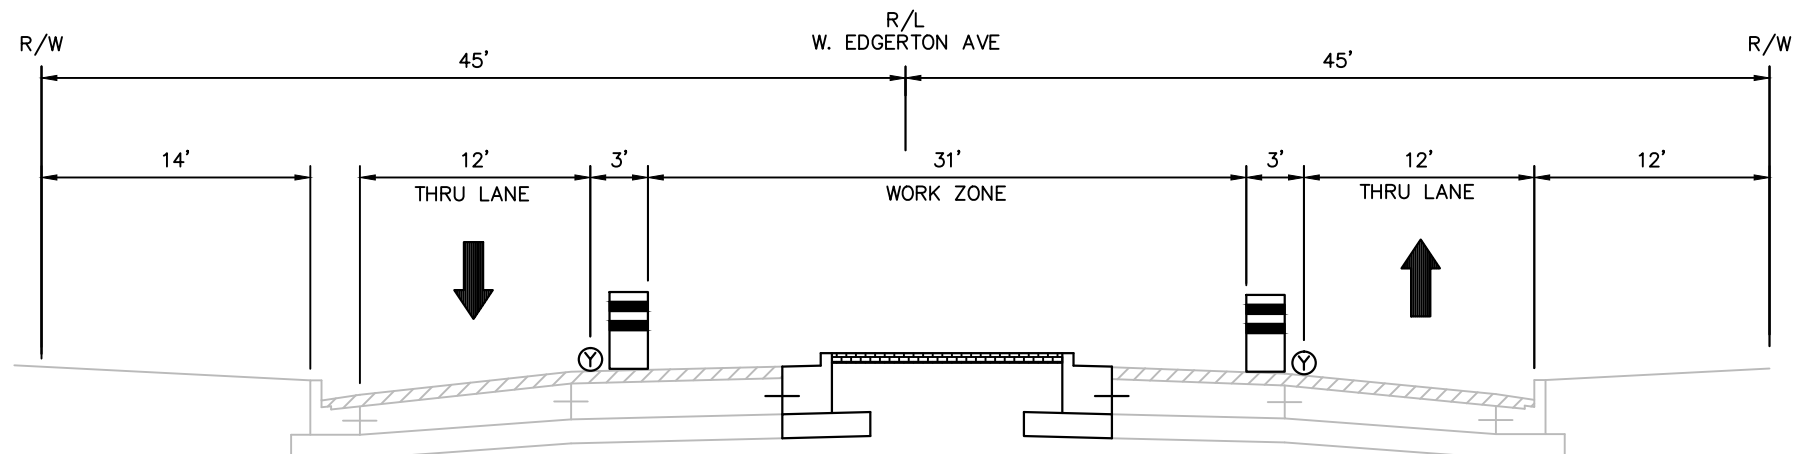 R/L
R/W
W. EDGERTON AVE
R/W
45'
45'
14'
12'
3'
31'
3'
12'
12'
THRU LANE
WORK ZONE
THRU LANE
Y
Y